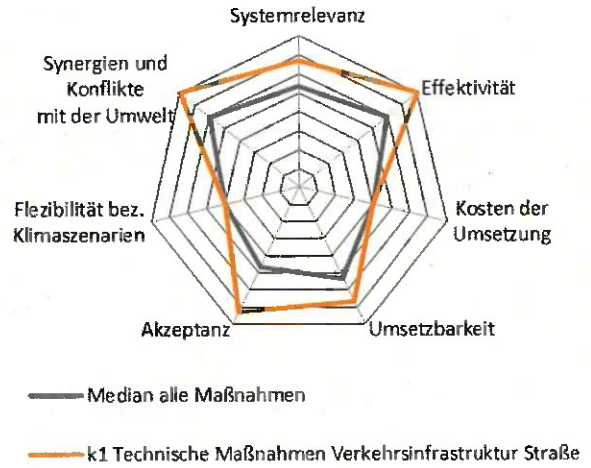 Systemrelevanz
Synergien und
Konflikte
mit der Umwelt
Effektivität
Flezibilität bez.
Klimaszenarien
Kosten der
Umsetzung
Akzeptanz
Umsetzbarkeit
Median alle Maßnahmen
k1 Technische Maßnahmen Verkehrsinfrastruktur Straße